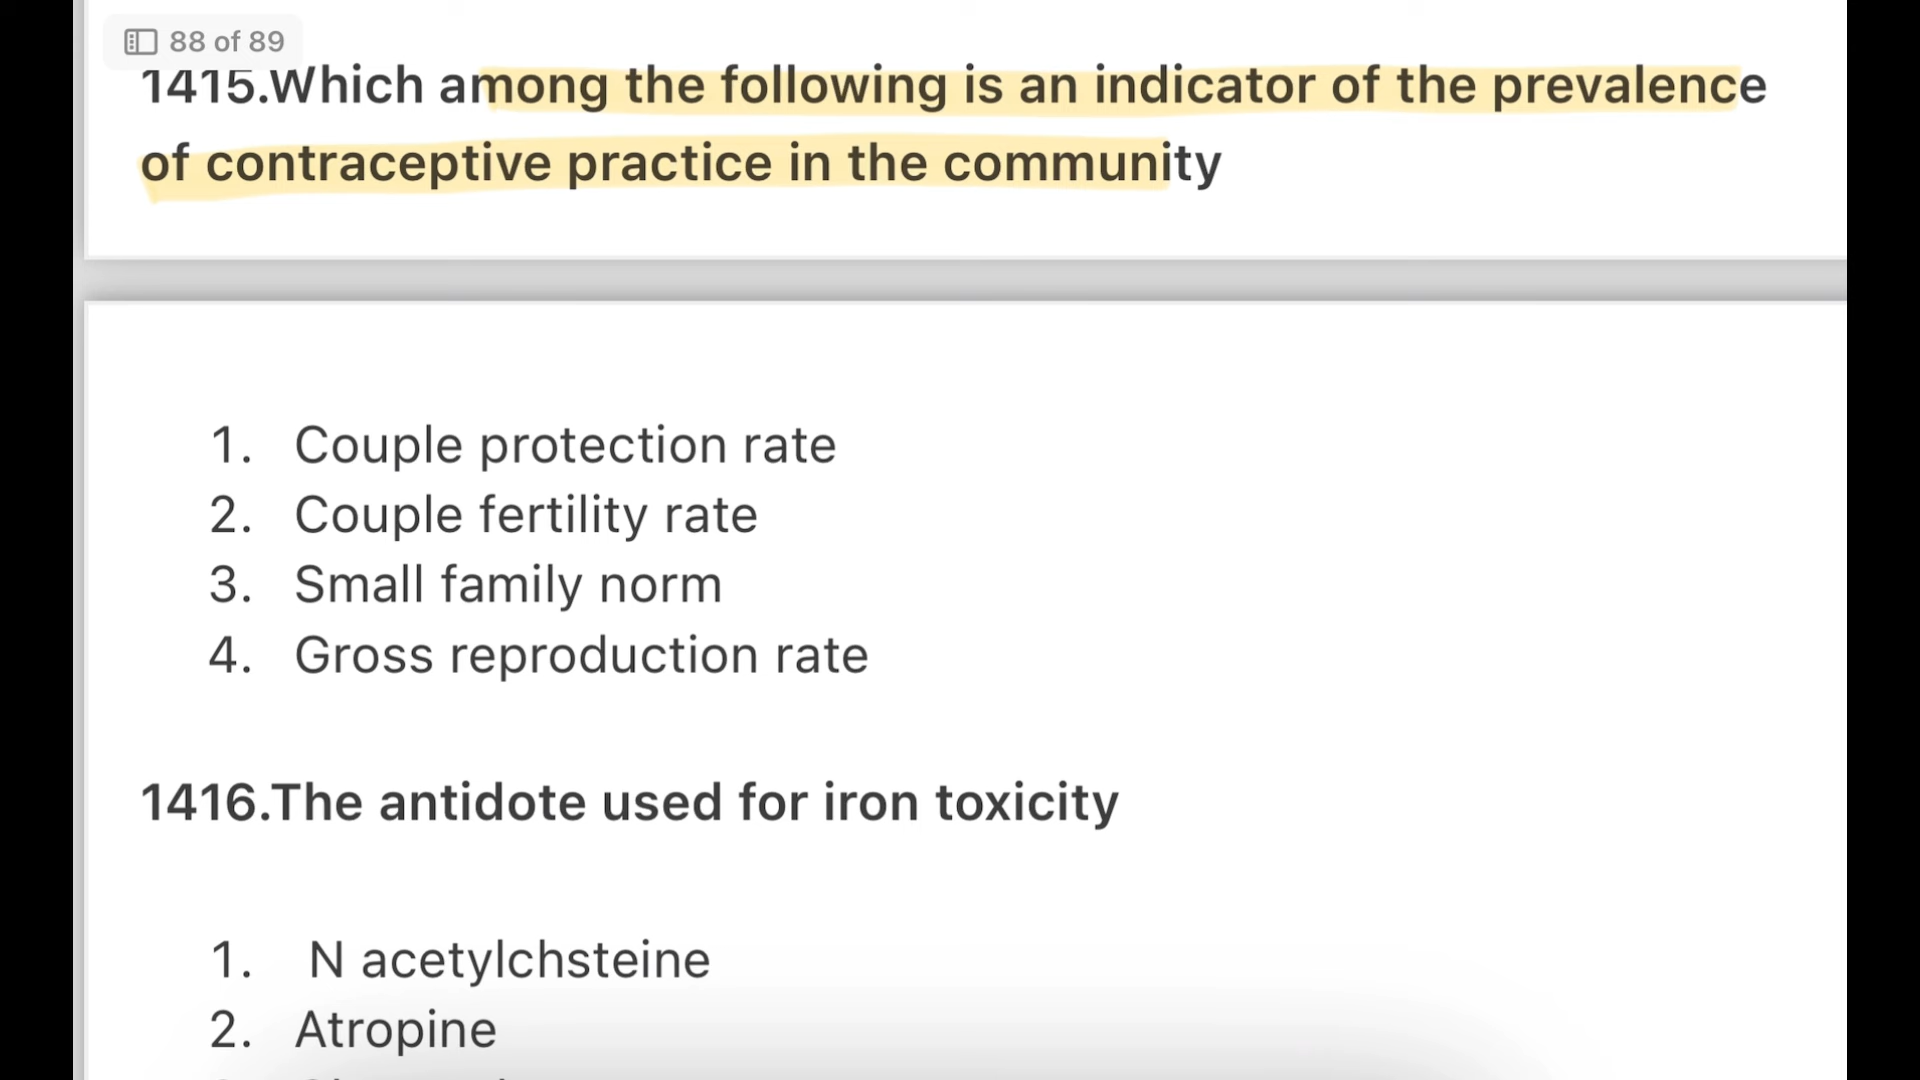 88 of 89
1415.Which among the following is an indicator of the prevalence
of contraceptive practice in the community
1. Couple protection rate
2. Couple fertility rate
3. Small family norm
4. Gross reproduction rate
1416.The antidote used for iron toxicity
1. N acetylchsteine
2. Atropine